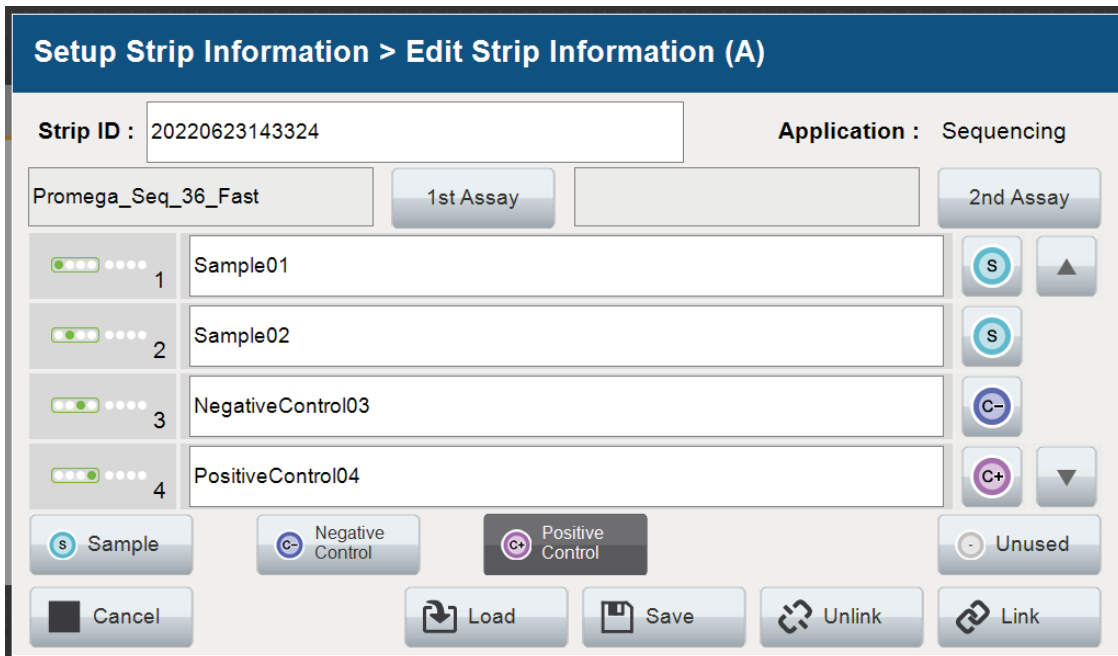 Setup Strip Information > Edit Strip Information (A)
Strip ID : 20220623143324 Application : Sequencing
Promega_Seq_36_Fast 1st Assay 2nd Assay
1 Sample01 S
2 Sample02 S
3 NegativeControl03 C-
4 PositiveControl04 C+
S Sample C- Negative Control C+ Positive Control - Unused
Cancel Load Save Unlink Link